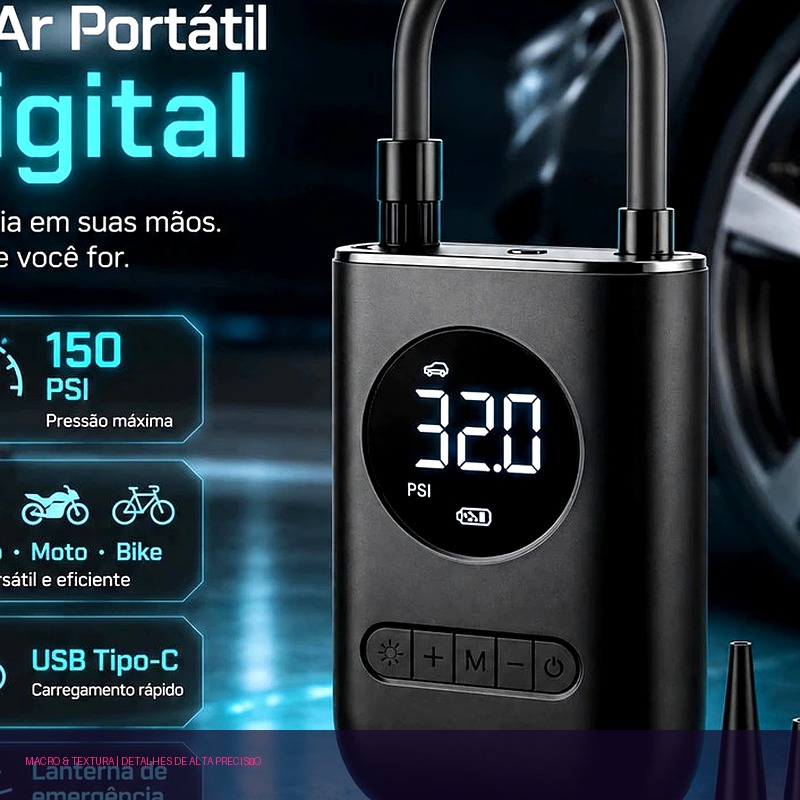 Ar Portátil
igital
ia em suas mãos.
e você for.
150
PSI
Pressão máxima
Moto · Bike
rsátil e eficiente
USB Tipo-C
Carregamento rápido
32.0
PSI
M
MACRO & TEXTURA | DETALHES DE ALTA
Lanterna de
emergência